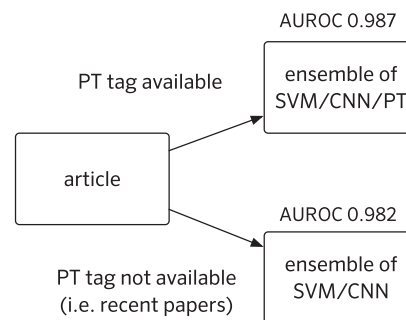 AUROC 0.987
PT tag available
ensemble of
SVM/CNN/PT
article
AUROC 0.982
PT tag not available
(i.e. recent papers)
ensemble of
SVM/CNN